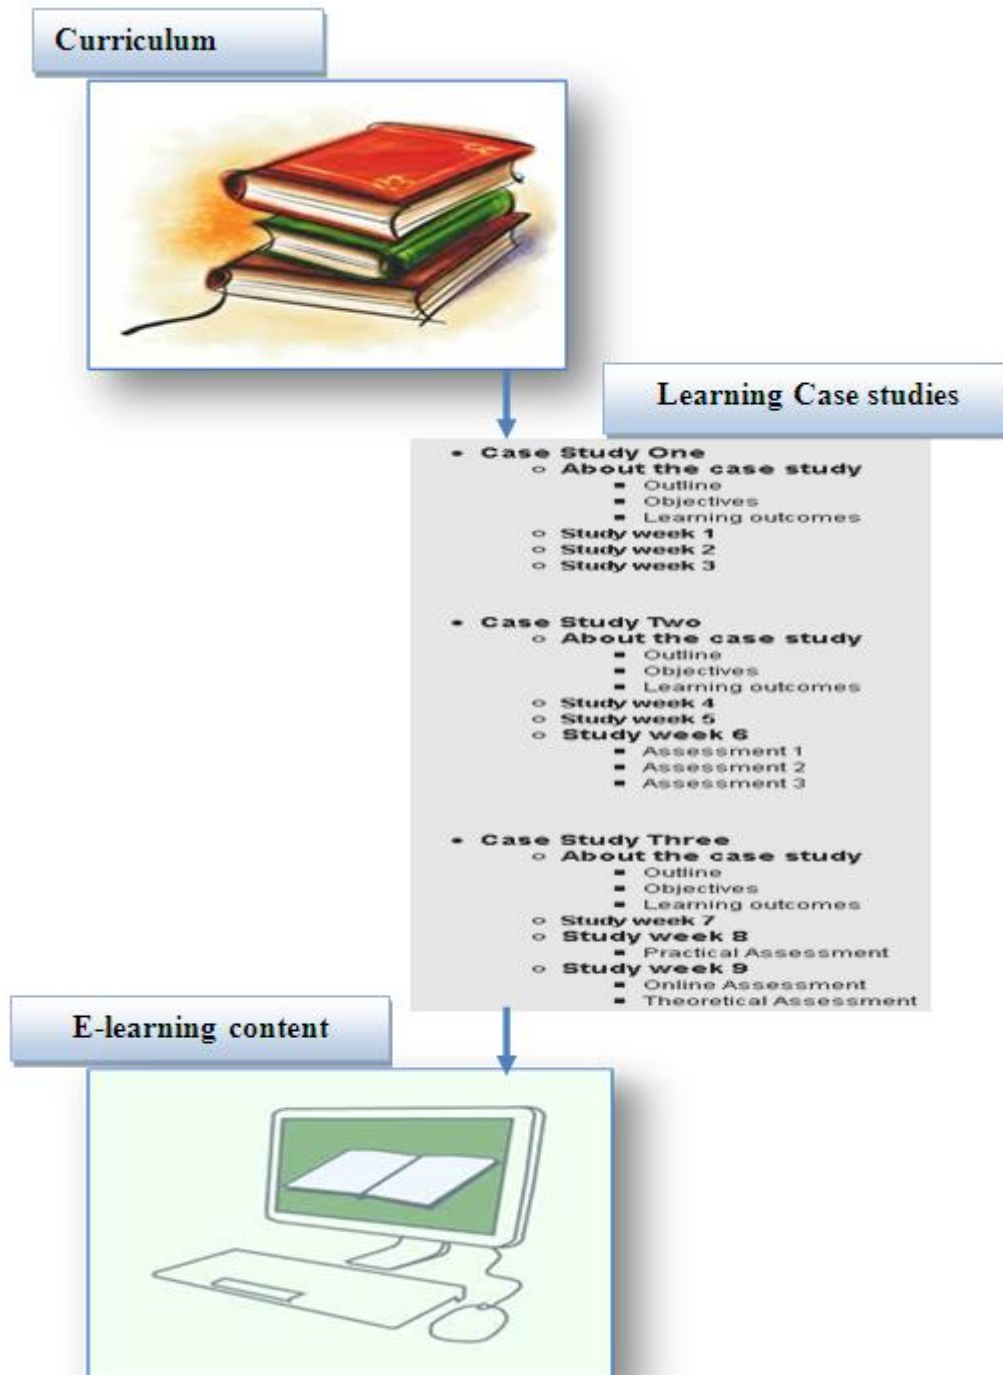 Curriculum
Learning Case studies
• Case Study One
○ About the case study
▪ Outline
▪ Objectives
▪ Learning outcomes
○ Study week 1
○ Study week 2
○ Study week 3
• Case Study Two
○ About the case study
▪ Outline
▪ Objectives
▪ Learning outcomes
○ Study week 4
○ Study week 5
○ Study week 6
▪ Assessment 1
▪ Assessment 2
▪ Assessment 3
• Case Study Three
○ About the case study
▪ Outline
▪ Objectives
▪ Learning outcomes
○ Study week 7
○ Study week 8
▪ Practical Assessment
○ Study week 9
▪ Online Assessment
▪ Theoretical Assessment
E-learning content